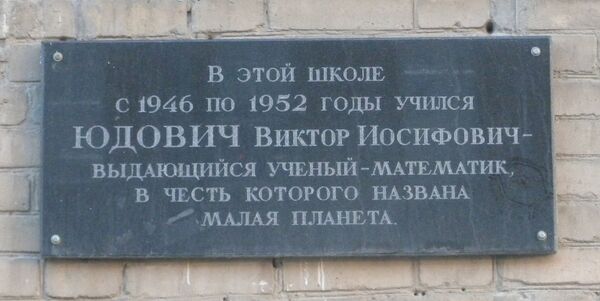 В ЭТОЙ ШКОЛЕ
С 1946 ПО 1952 ГОДЫ УЧИЛСЯ
ЮДОВИЧ ВИКТОР ИОСИФОВИЧ-
ВЫДАЮЩИЙСЯ УЧЕНЫЙ-МАТЕМАТИК,
В ЧЕСТЬ КОТОРОГО НАЗВАНА
МАЛАЯ ПЛАНЕТА.